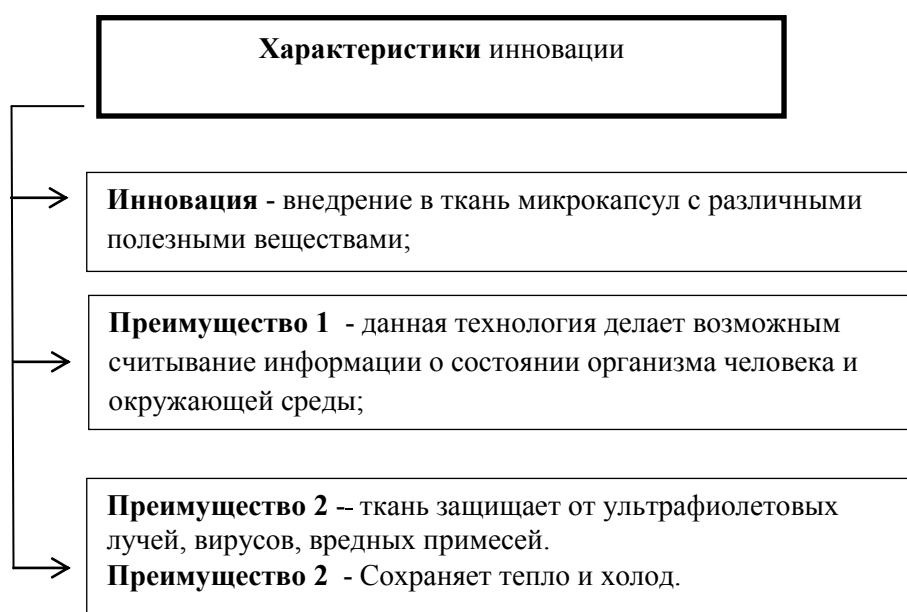 Характеристики инновации
Инновация - внедрение в ткань микрокапсул с различными
полезными веществами;
Преимущество 1 - данная технология делает возможным
считывание информации о состоянии организма человека и
окружающей среды;
Преимущество 2 -– ткань защищает от ультрафиолетовых
лучей, вирусов, вредных примесей.
Преимущество 2 - Сохраняет тепло и холод.